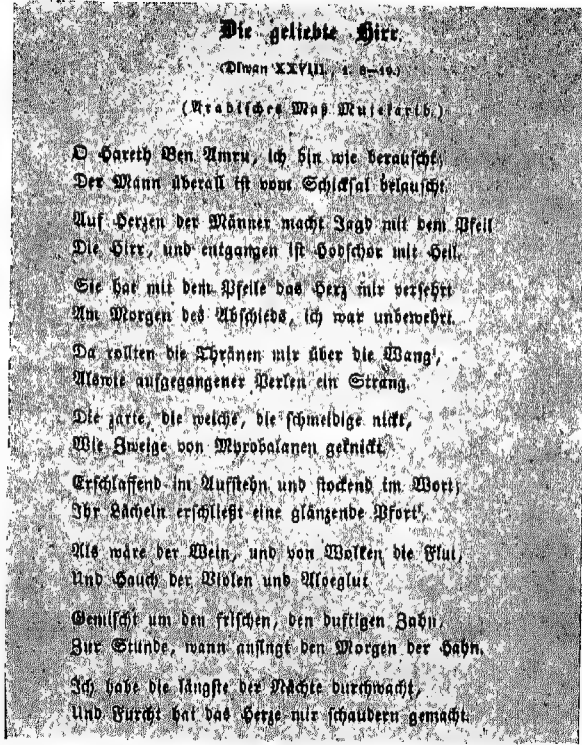 Die geliebte Hirr.
(Diwan XXVIII, 1. 8—19.)
(Arabisches Maß Mutekarib.)
O Hareth Ben Amru, ich bin wie berauscht;
Der Mann überall ist vom Schicksal belauscht.
Auf Herzen der Männer macht Jagd mit dem Pfeil
Die Hirr, und entgangen ist Hodschor mit Heil.
Sie hat mit dem Pfeile das Herz mir versehrt
Am Morgen des Abschieds, ich war unbewehrt.
Da rollten die Thränen mir über die Wang',
Alswie aufgegangener Perlen ein Strang.
Die zarte, die weiche, die schmeidige nickt,
Wie Zweige von Myrobalanen geknickt.
Erschlaffend im Aufstehn und stockend im Wort;
Ihr Lächeln erschließt eine glänzende Pfort'.
Als wäre der Wein, und von Wolken die Flut,
Und Hauch der Violen und Aloeglut
Gemischt um den frischen, den duftigen Zahn,
Zur Stunde, wann ansingt den Morgen der Hahn.
Ich habe die längste der Nächte durchwacht,
Und Furcht hat das Herze mir schaudern gemacht.